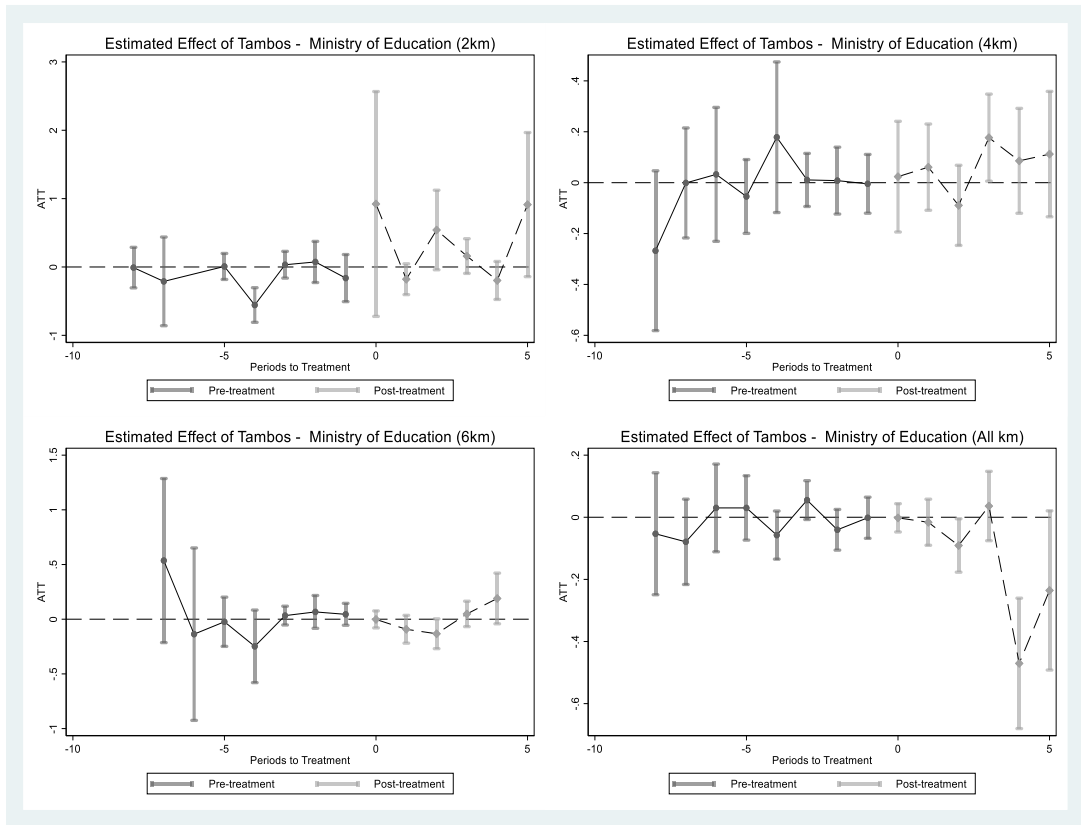 Estimated Effect of Tambos - Ministry of Education (2km)
3
2
1
0
-1
ATT
-10 -5 0 5
Periods to Treatment
Pre-treatment Post-treatment
Estimated Effect of Tambos - Ministry of Education (4km)
.4
.2
0
-.2
-.4
-.6
ATT
-10 -5 0 5
Periods to Treatment
Pre-treatment Post-treatment
Estimated Effect of Tambos - Ministry of Education (6km)
1.5
1
.5
0
-.5
-1
ATT
-10 -5 0 5
Periods to Treatment
Pre-treatment Post-treatment
Estimated Effect of Tambos - Ministry of Education (All km)
.2
0
-.2
-.4
-.6
ATT
-10 -5 0 5
Periods to Treatment
Pre-treatment Post-treatment